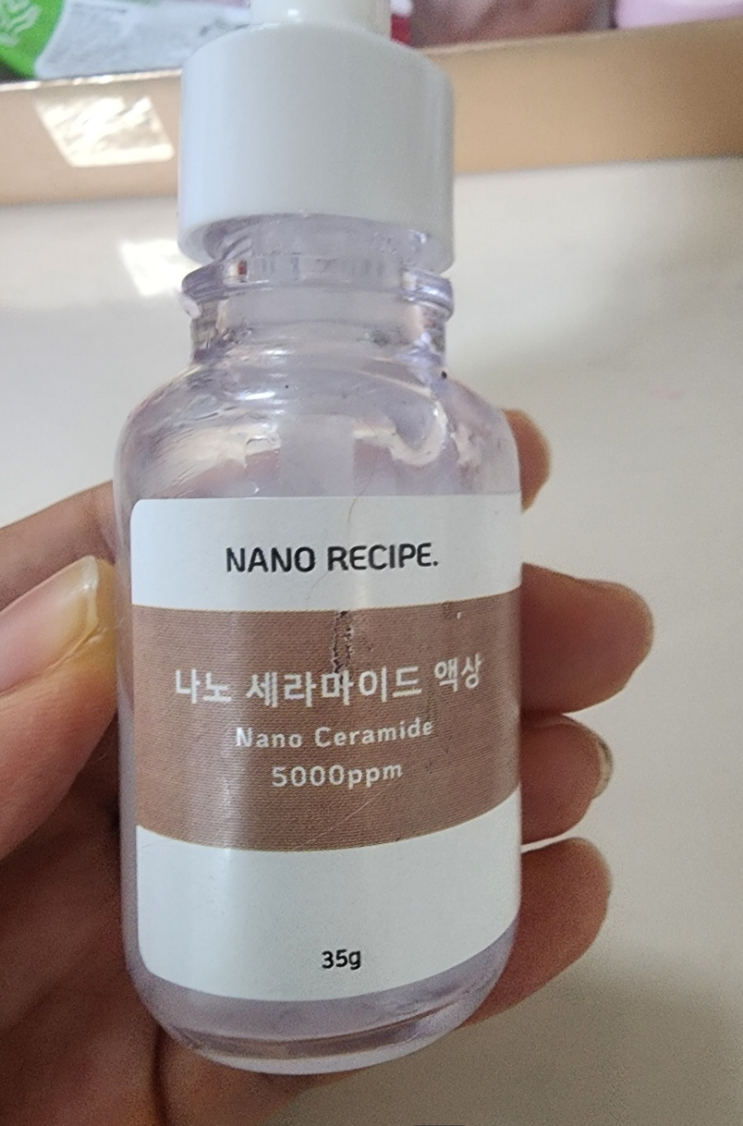 NANO RECIPE.
나노 세라마이드 액상
Nano Ceramide
5000ppm
35g